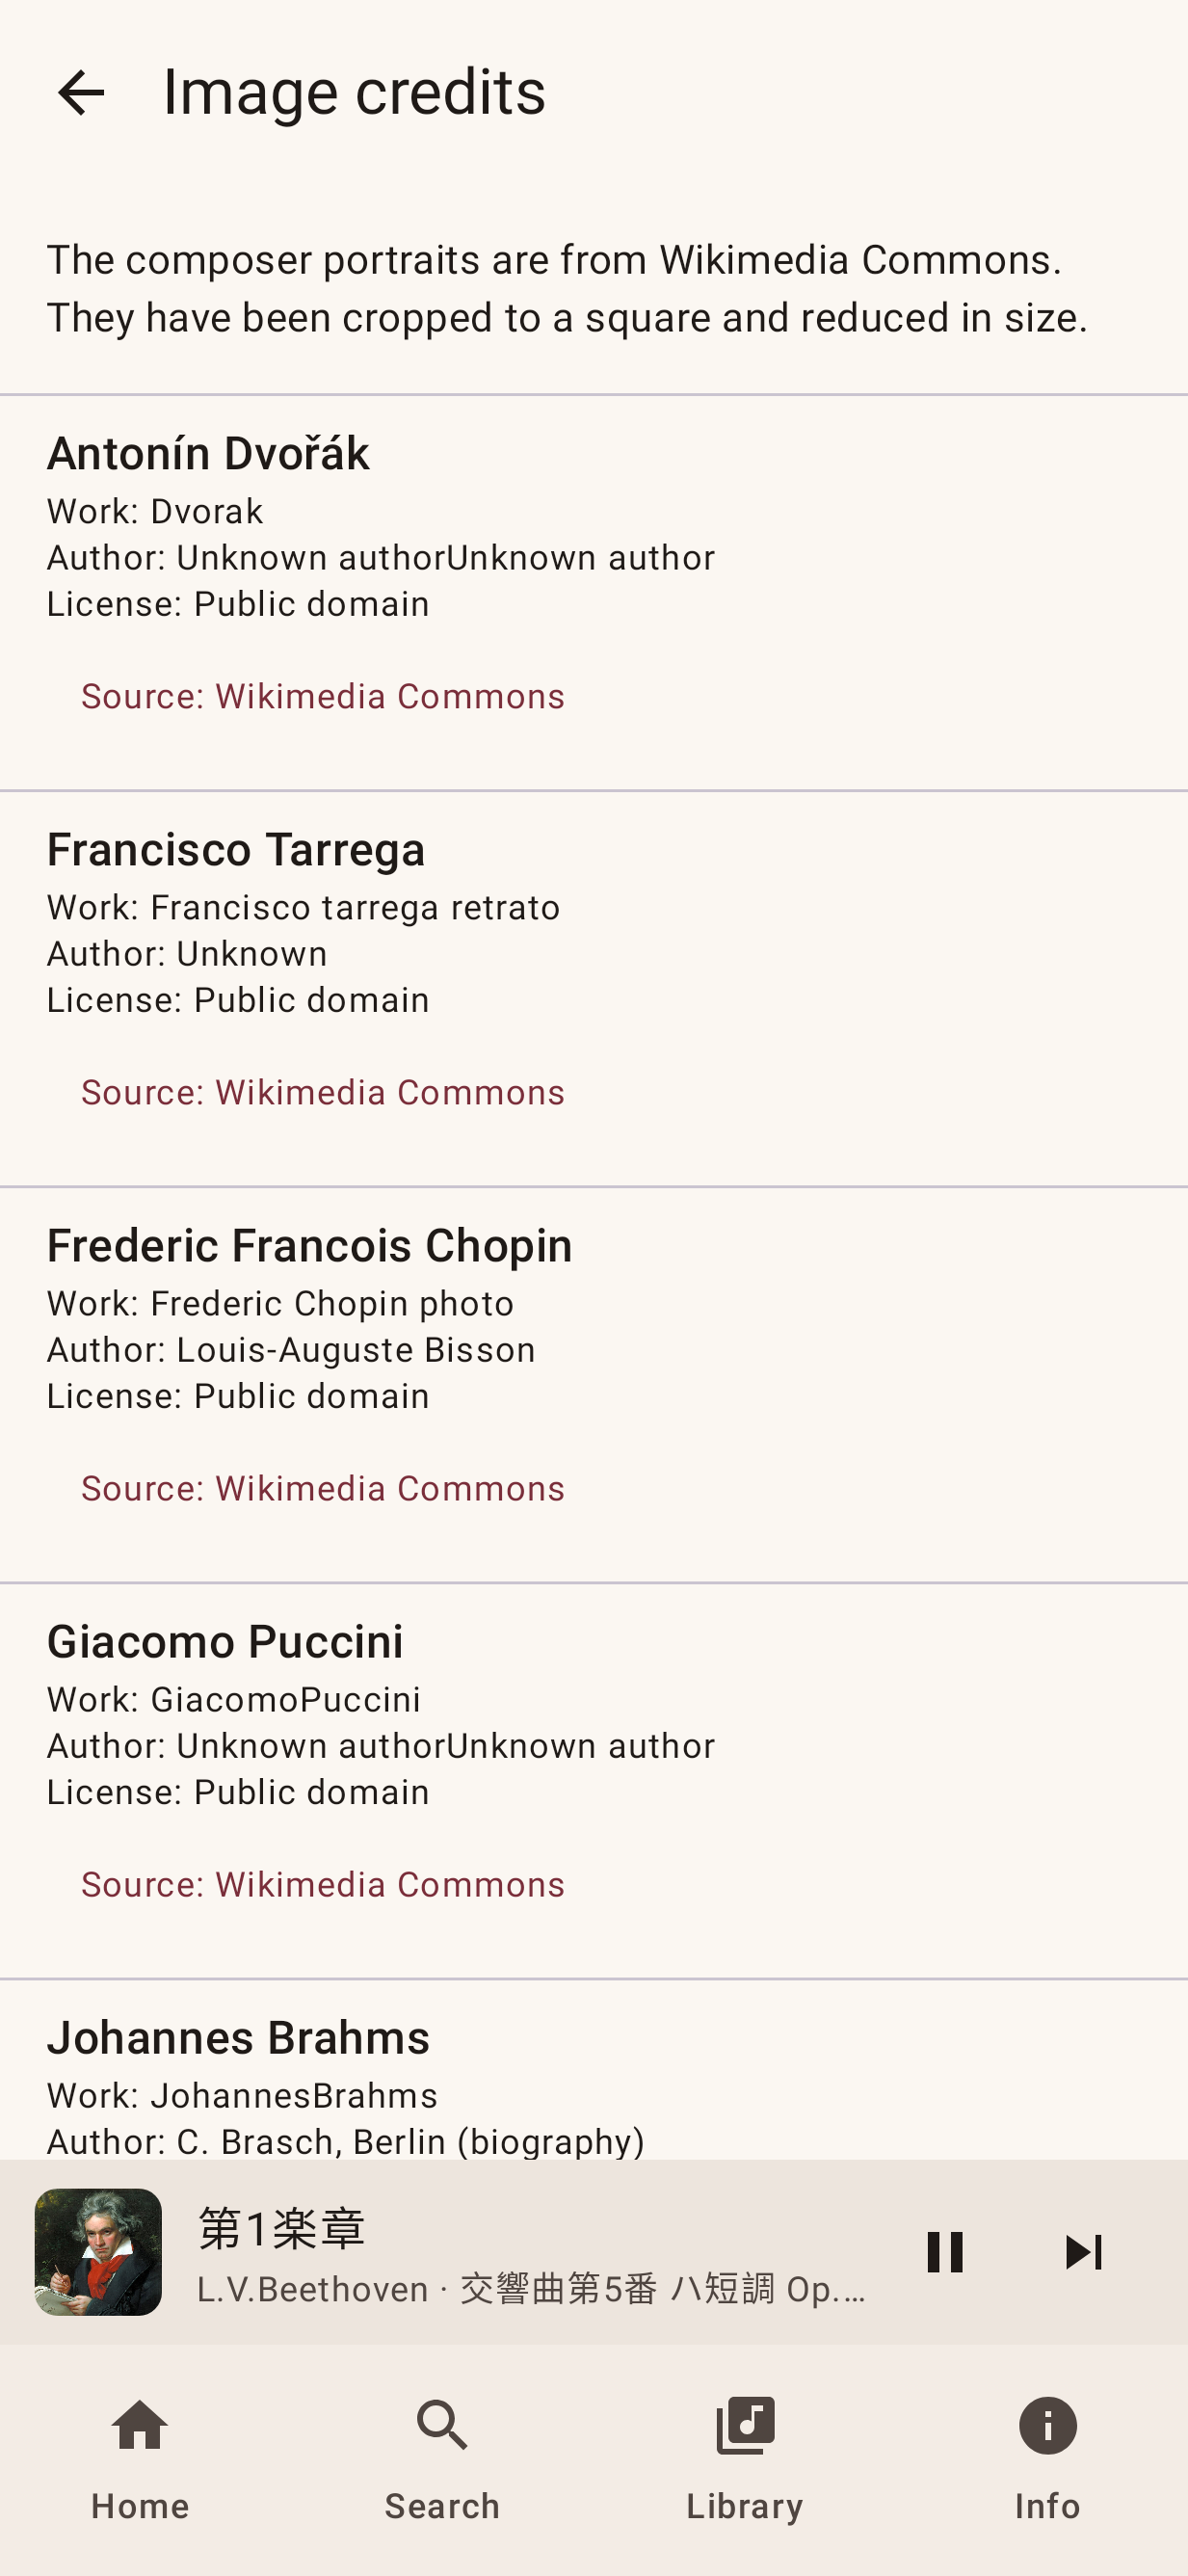 Image credits
The composer portraits are from Wikimedia Commons.
They have been cropped to a square and reduced in size.
Antonín Dvořák
Work: Dvorak
Author: Unknown authorUnknown author
License: Public domain
Source: Wikimedia Commons
Francisco Tarrega
Work: Francisco tarrega retrato
Author: Unknown
License: Public domain
Source: Wikimedia Commons
Frederic Francois Chopin
Work: Frederic Chopin photo
Author: Louis-Auguste Bisson
License: Public domain
Source: Wikimedia Commons
Giacomo Puccini
Work: GiacomoPuccini
Author: Unknown authorUnknown author
License: Public domain
Source: Wikimedia Commons
Johannes Brahms
Work: JohannesBrahms
Author: C. Brasch, Berlin (biography)
第1楽章
L.V.Beethoven · 交響曲第5番 ハ短調 Op.…
Home Search Library Info